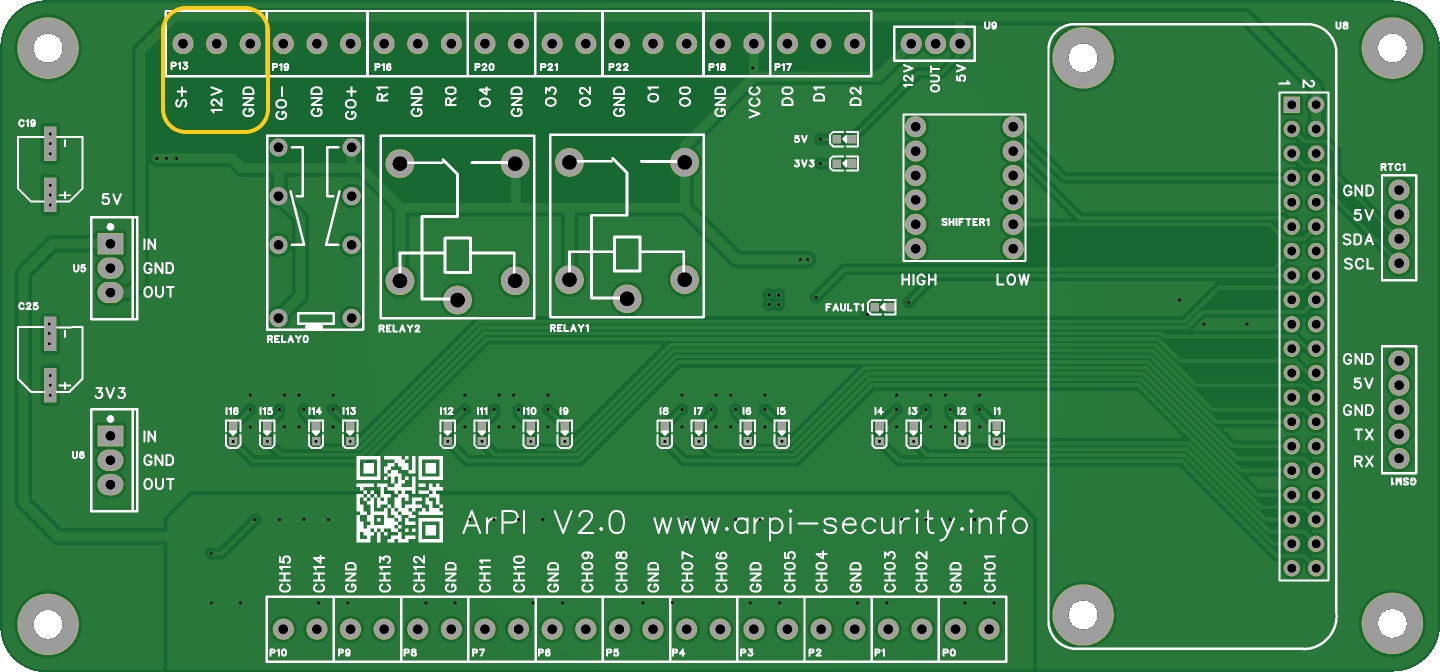 P13 P19 P16 P20 P21 P22 P18 P17
S+ 12V GND GO- GND GO+ R1 GND R0 O4 GND O3 O2 GND O1 O0 GND VCC D0 D1 D2
U9
12V OUT 5V
U8
1 2
C19
5V
3V3
RTC1
GND
5V
SDA
SCL
SHIFTER1
HIGH LOW
5V
U5
IN
GND
OUT
C25
RELAY0 RELAY2 RELAY1
FAULT1
3V3
U6
IN
GND
OUT
GND
5V
GND
TX
RX
GSM1
I16 I15 I14 I13 I12 I11 I10 I9 I8 I7 I6 I5 I4 I3 I2 I1
ArPI V2.0 www.arpi-security.info
CH15 CH14 GND CH13 CH12 GND CH11 CH10 GND CH09 CH08 GND CH07 CH06 GND CH05 CH04 GND CH03 CH02 GND CH01
P10 P9 P8 P7 P6 P5 P4 P3 P2 P1 P0